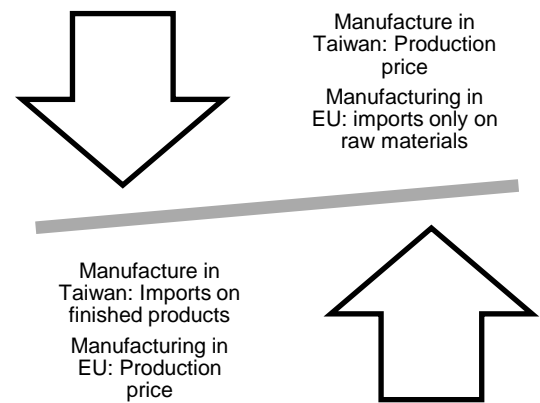 Manufacture in
Taiwan: Production
price
Manufacturing in
EU: imports only on
raw materials
Manufacture in
Taiwan: Imports on
finished products
Manufacturing in
EU: Production
price